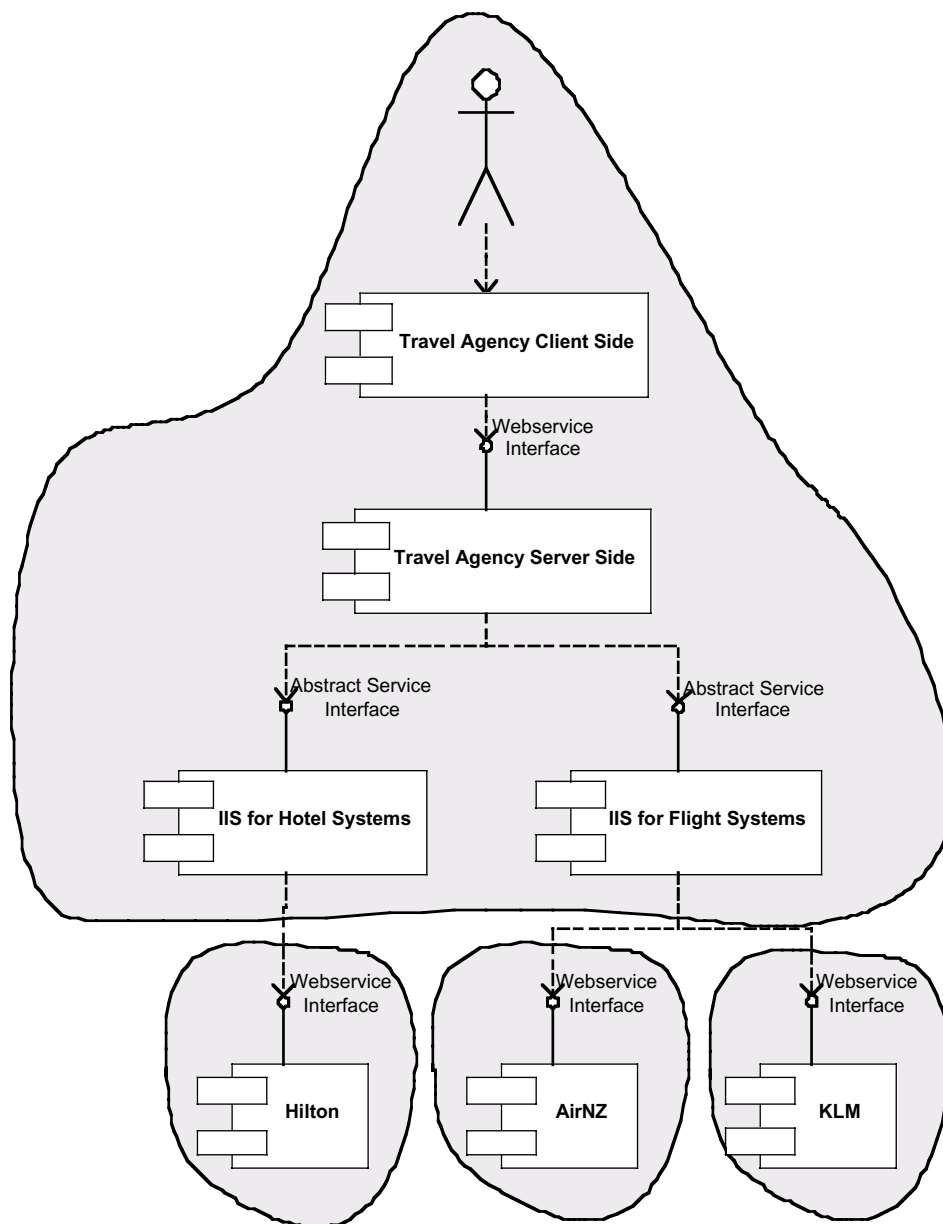 Travel Agency Client Side
Webservice
Interface
Travel Agency Server Side
Abstract Service
Interface
Abstract Service
Interface
IIS for Hotel Systems
IIS for Flight Systems
Webservice
Interface
Webservice
Interface
Webservice
Interface
Hilton
AirNZ
KLM